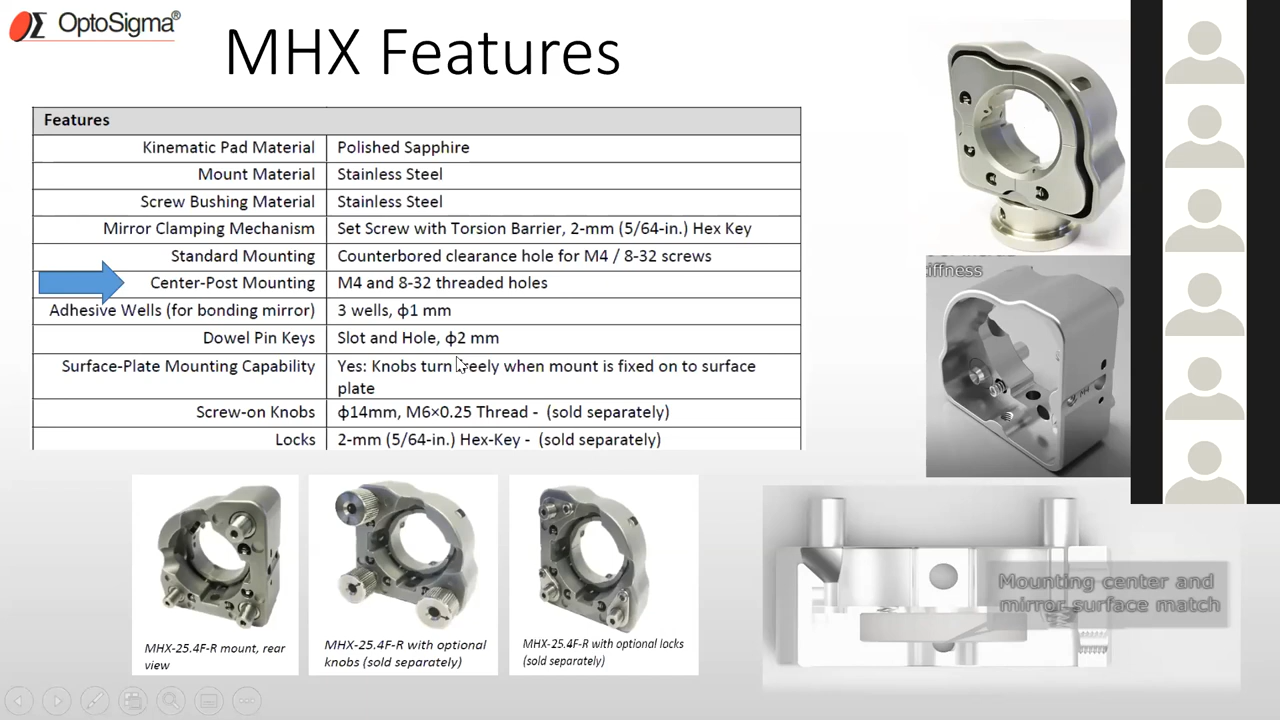 OptoSigma®
MHX Features
Features
Kinematic Pad Material Polished Sapphire
Mount Material Stainless Steel
Screw Bushing Material Stainless Steel
Mirror Clamping Mechanism Set Screw with Torsion Barrier, 2-mm (5/64-in.) Hex Key
Standard Mounting Counterbored clearance hole for M4 / 8-32 screws
Center-Post Mounting M4 and 8-32 threaded holes
Adhesive Wells (for bonding mirror) 3 wells, ϕ1 mm
Dowel Pin Keys Slot and Hole, ϕ2 mm
Surface-Plate Mounting Capability Yes: Knobs turn freely when mount is fixed on to surface
plate
Screw-on Knobs ϕ14mm, M6×0.25 Thread - (sold separately)
Locks 2-mm (5/64-in.) Hex-Key - (sold separately)
MHX-25.4F-R mount, rear
view
MHX-25.4F-R with optional
knobs (sold separately)
MHX-25.4F-R with optional locks
(sold separately)
Mounting center and
mirror surface match